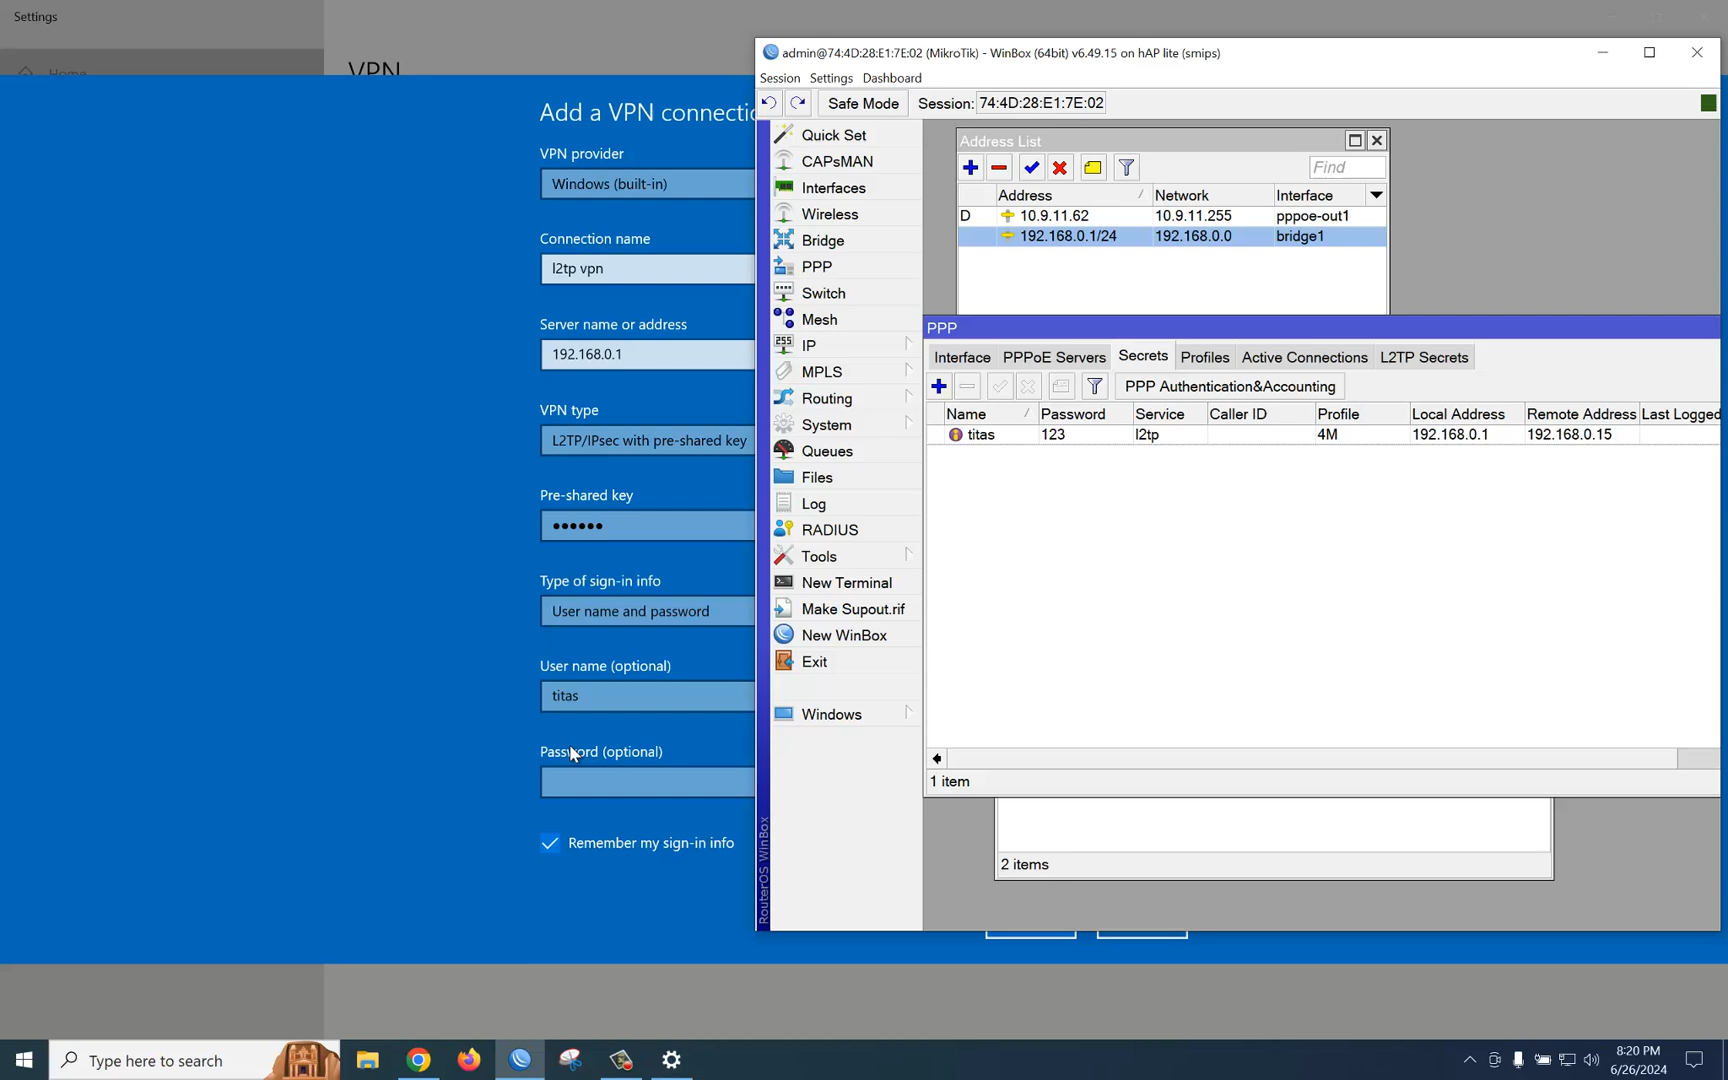 Settings
Home
VPN
Add a VPN connectio
VPN provider
Windows (built-in)
Connection name
l2tp vpn
Server name or address
192.168.0.1
VPN type
L2TP/IPsec with pre-shared key
Pre-shared key
••••••
Type of sign-in info
User name and password
User name (optional)
titas
Password (optional)
Remember my sign-in info
admin@74:4D:28:E1:7E:02 (MikroTik) - WinBox (64bit) v6.49.15 on hAP lite (smips)
Session Settings Dashboard
Safe Mode Session: 74:4D:28:E1:7E:02
Quick Set
CAPsMAN
Interfaces
Wireless
Bridge
PPP
Switch
Mesh
IP
MPLS
Routing
System
Queues
Files
Log
RADIUS
Tools
New Terminal
Make Supout.rif
New WinBox
Exit
Windows
RouterOS WinBox
Address List
Find
Address Network Interface
D 10.9.11.62 10.9.11.255 pppoe-out1
192.168.0.1/24 192.168.0.0 bridge1
PPP
Interface PPPoE Servers Secrets Profiles Active Connections L2TP Secrets
PPP Authentication&Accounting
Name Password Service Caller ID Profile Local Address Remote Address Last Logged
titas 123 l2tp 4M 192.168.0.1 192.168.0.15
1 item
2 items
Type here to search
8:20 PM
6/26/2024